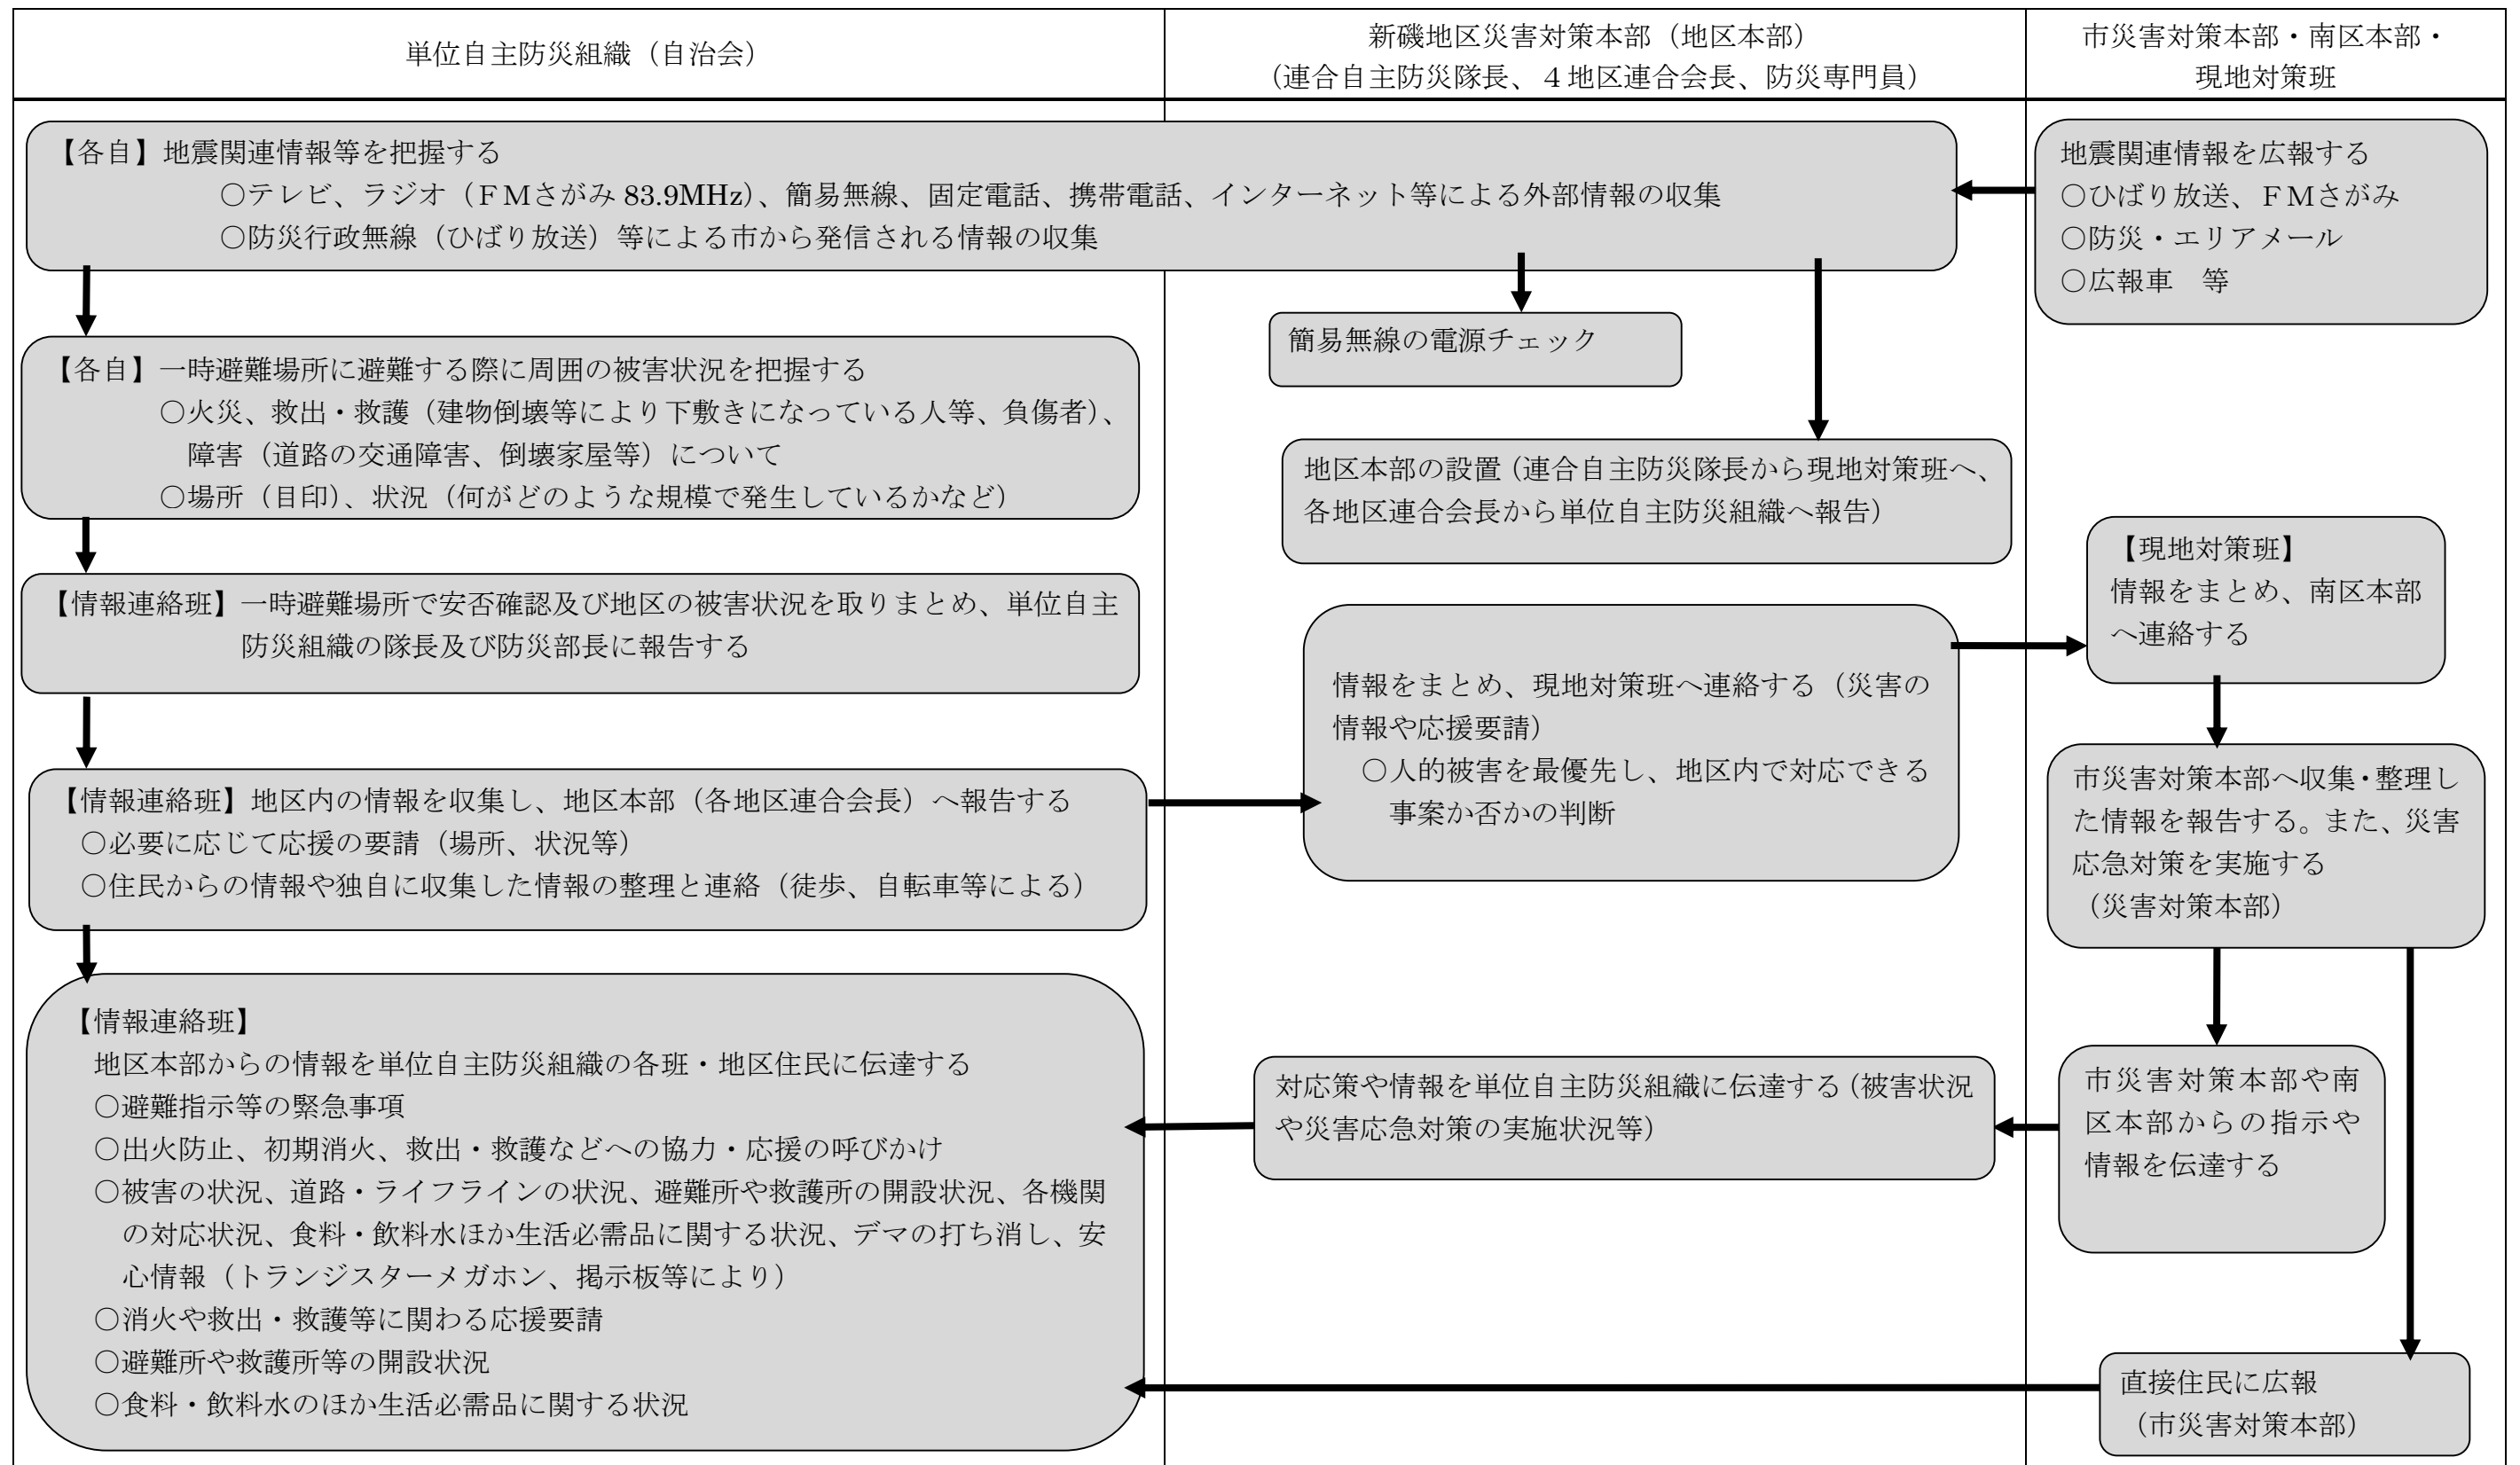 単位自主防災組織（自治会）
新磯地区災害対策本部（地区本部）
（連合自主防災隊長、４地区連合会長、防災専門員）
市災害対策本部・南区本部・
現地対策班
【各自】地震関連情報等を把握する
○テレビ、ラジオ（ＦＭさがみ 83.9MHz）、簡易無線、固定電話、携帯電話、インターネット等による外部情報の収集
○防災行政無線（ひばり放送）等による市から発信される情報の収集
地震関連情報を広報する
○ひばり放送、ＦＭさがみ
○防災・エリアメール
○広報車　等
簡易無線の電源チェック
【各自】一時避難場所に避難する際に周囲の被害状況を把握する
○火災、救出・救護（建物倒壊等により下敷きになっている人等、負傷者）、
障害（道路の交通障害、倒壊家屋等）について
○場所（目印）、状況（何がどのような規模で発生しているかなど）
地区本部の設置（連合自主防災隊長から現地対策班へ、
各地区連合会長から単位自主防災組織へ報告）
【情報連絡班】一時避難場所で安否確認及び地区の被害状況を取りまとめ、単位自主
防災組織の隊長及び防災部長に報告する
【現地対策班】
情報をまとめ、南区本部
へ連絡する
情報をまとめ、現地対策班へ連絡する（災害の
情報や応援要請）
○人的被害を最優先し、地区内で対応できる
事案か否かの判断
【情報連絡班】地区内の情報を収集し、地区本部（各地区連合会長）へ報告する
○必要に応じて応援の要請（場所、状況等）
○住民からの情報や独自に収集した情報の整理と連絡（徒歩、自転車等による）
市災害対策本部へ収集・整理し
た情報を報告する。また、災害
応急対策を実施する
（災害対策本部）
【情報連絡班】
地区本部からの情報を単位自主防災組織の各班・地区住民に伝達する
○避難指示等の緊急事項
○出火防止、初期消火、救出・救護などへの協力・応援の呼びかけ
○被害の状況、道路・ライフラインの状況、避難所や救護所の開設状況、各機関
の対応状況、食料・飲料水ほか生活必需品に関する状況、デマの打ち消し、安
心情報（トランジスターメガホン、掲示板等により）
○消火や救出・救護等に関わる応援要請
○避難所や救護所等の開設状況
○食料・飲料水のほか生活必需品に関する状況
対応策や情報を単位自主防災組織に伝達する（被害状況
や災害応急対策の実施状況等）
市災害対策本部や南
区本部からの指示や
情報を伝達する
直接住民に広報
（市災害対策本部）